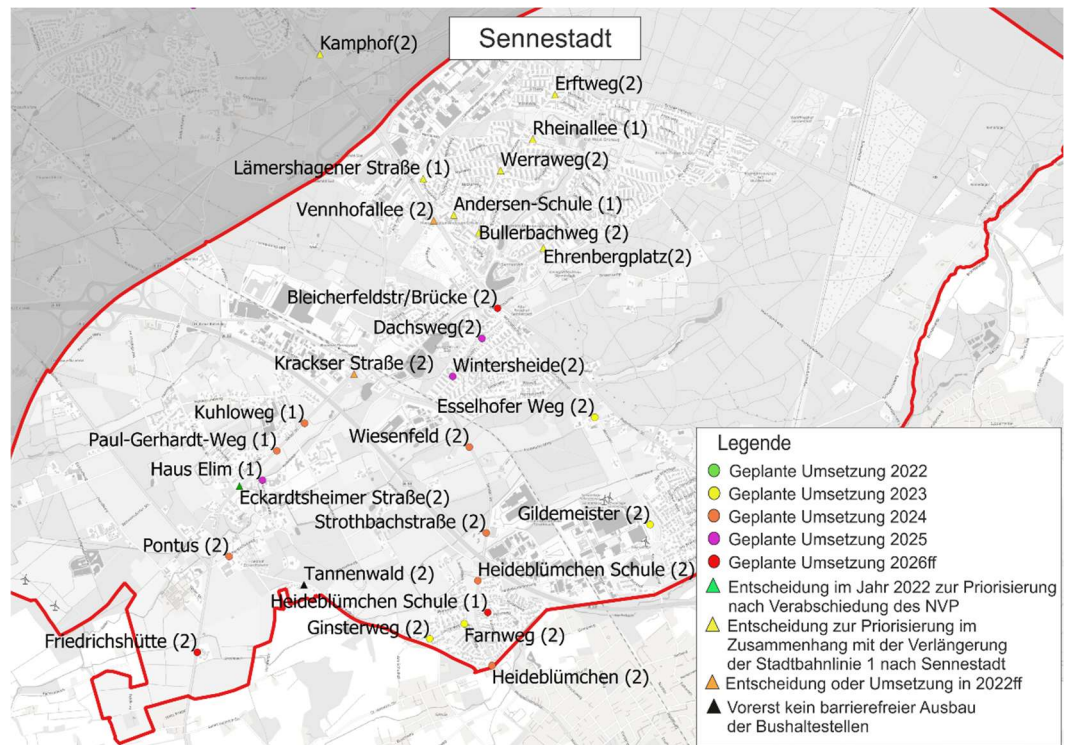 Sennestadt
Kamphof(2)
Erftweg(2)
Rheinallee (1)
Werraweg(2)
Lämershagener Straße (1)
Andersen-Schule (1)
Vennhofallee (2)
Bullerbachweg (2)
Ehrenbergplatz(2)
Bleicherfeldstr/Brücke (2)
Dachsweg(2)
Krackser Straße (2)
Wintersheide(2)
Esselhofer Weg (2)
Kuhloweg (1)
Paul-Gerhardt-Weg (1)
Wiesenfeld (2)
Haus Elim (1)
Eckardtsheimer Straße(2)
Strothbachstraße (2)
Gildemeister (2)
Pontus (2)
Tannenwald (2)
Heideblümchen Schule (2)
Heideblümchen Schule (1)
Ginsterweg (2)
Farnweg (2)
Friedrichshütte (2)
Heideblümchen (2)
Legende
Geplante Umsetzung 2022
Geplante Umsetzung 2023
Geplante Umsetzung 2024
Geplante Umsetzung 2025
Geplante Umsetzung 2026ff
Entscheidung im Jahr 2022 zur Priorisierung
nach Verabschiedung des NVP
Entscheidung zur Priorisierung im
Zusammenhang mit der Verlängerung
der Stadtbahnlinie 1 nach Sennestadt
Entscheidung oder Umsetzung in 2022ff
Vorerst kein barrierefreier Ausbau
der Bushaltestellen